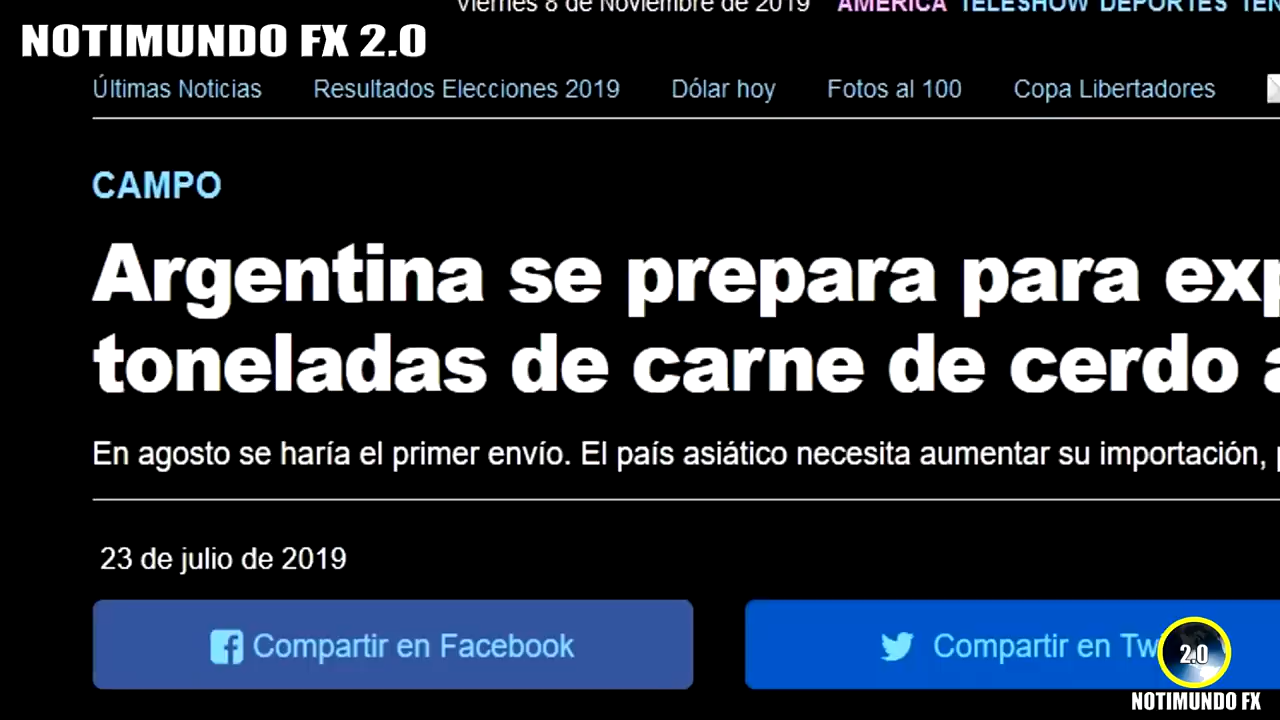 Viernes 8 de Noviembre de 2019 AMÉRICA TELESHOW DEPORTES
NOTIMUNDO FX 2.0
Últimas Noticias Resultados Elecciones 2019 Dólar hoy Fotos al 100 Copa Libertadores
CAMPO
Argentina se prepara para
toneladas de carne de cerdo
En agosto se haría el primer envío. El país asiático necesita aumentar su importación,
23 de julio de 2019
Compartir en Facebook Compartir en Tw
2.0
NOTIMUNDO FX